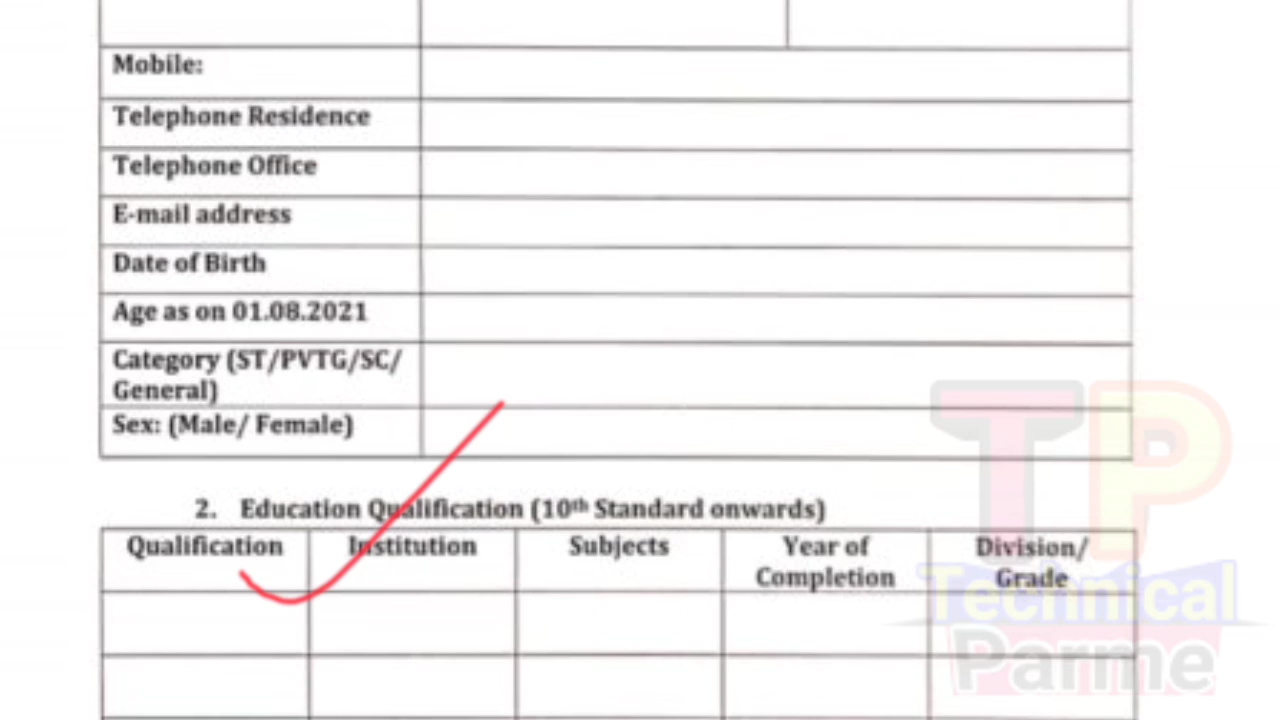 Mobile:
Telephone Residence
Telephone Office
E-mail address
Date of Birth
Age as on 01.08.2021
Category (ST/PVTG/SC/
General)
Sex: (Male/ Female)
2. Education Qualification (10th Standard onwards)
Qualification Institution Subjects Year of Completion Division/ Grade
TP
Technical
Parme